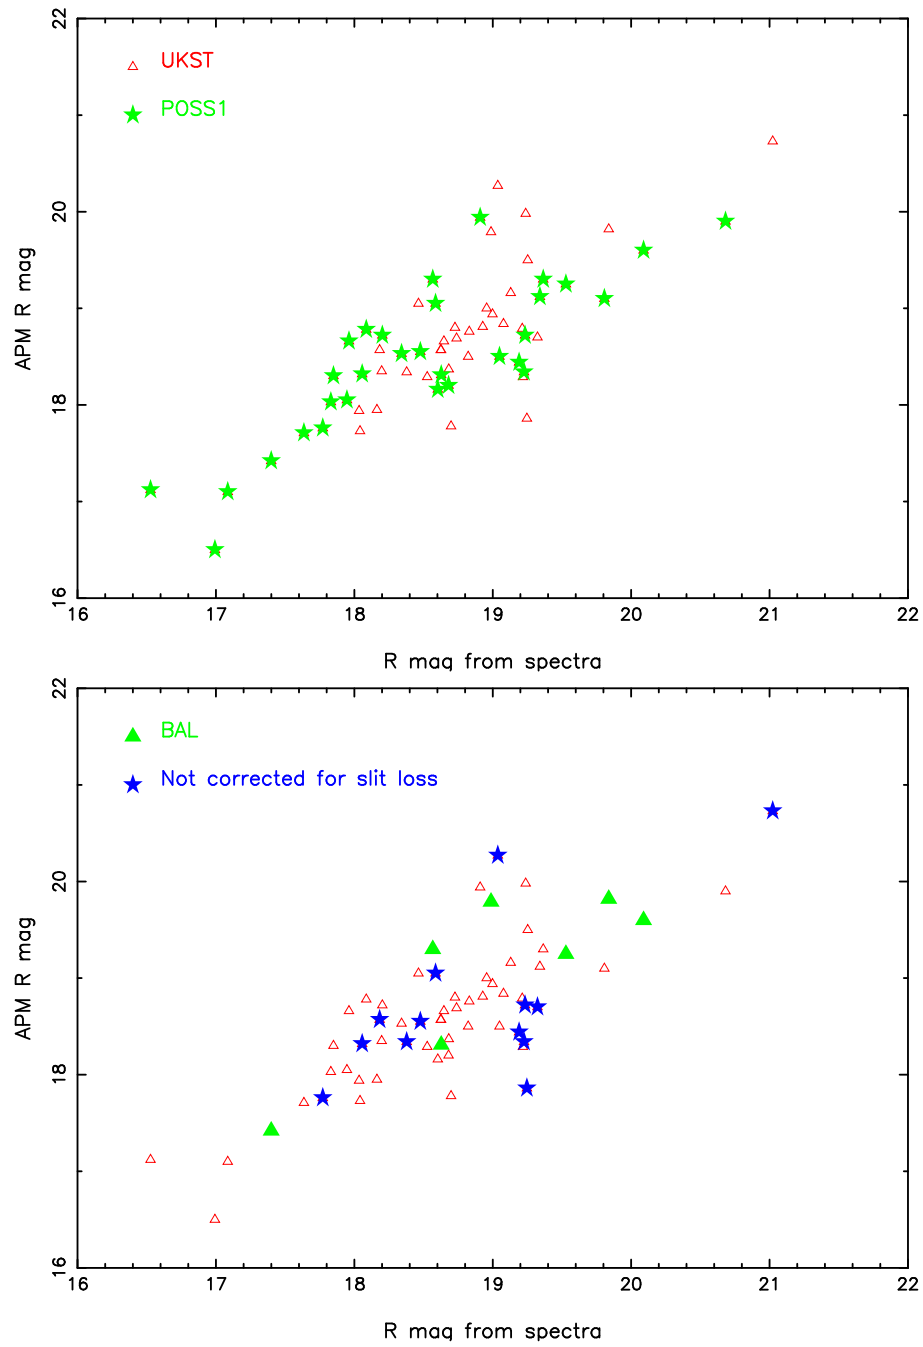 22
UKST
POSS1
20
APM R mag
18
16
16 17 18 19 20 21 22
R mag from spectra
22
BAL
Not corrected for slit loss
20
APM R mag
18
16
16 17 18 19 20 21 22
R mag from spectra